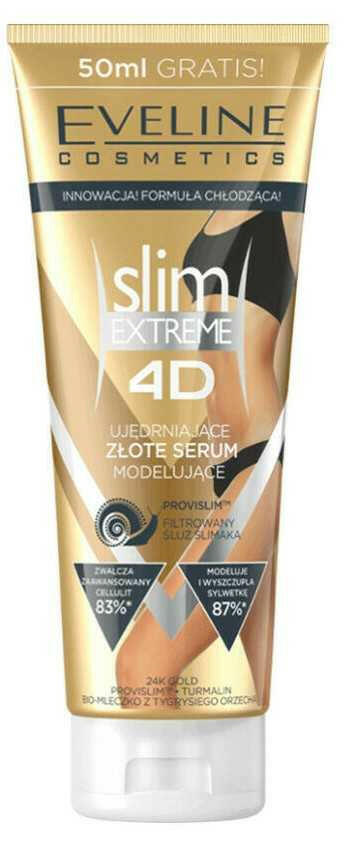 50ml GRATIS!
EVELINE
COSMETICS
INNOWACJA! FORMUŁA CHŁODZĄCA!
slim
EXTREME
4D
UJĘDRNIAJĄCE
ZŁOTE SERUM
MODELUJĄCE
PROVISLIM™
FILTROWANY
ŚLUZ ŚLIMAKA
ZWALCZA
ZAAWANSOWANY
CELLULIT
83%*
MODELUJE
I WYSZCZUPLA
SYLWETKĘ
87%*
24K GOLD
PROVISLIM™ • TURMALIN
BIO-MLECZKO Z TYGRYSIEGO ORZECHA